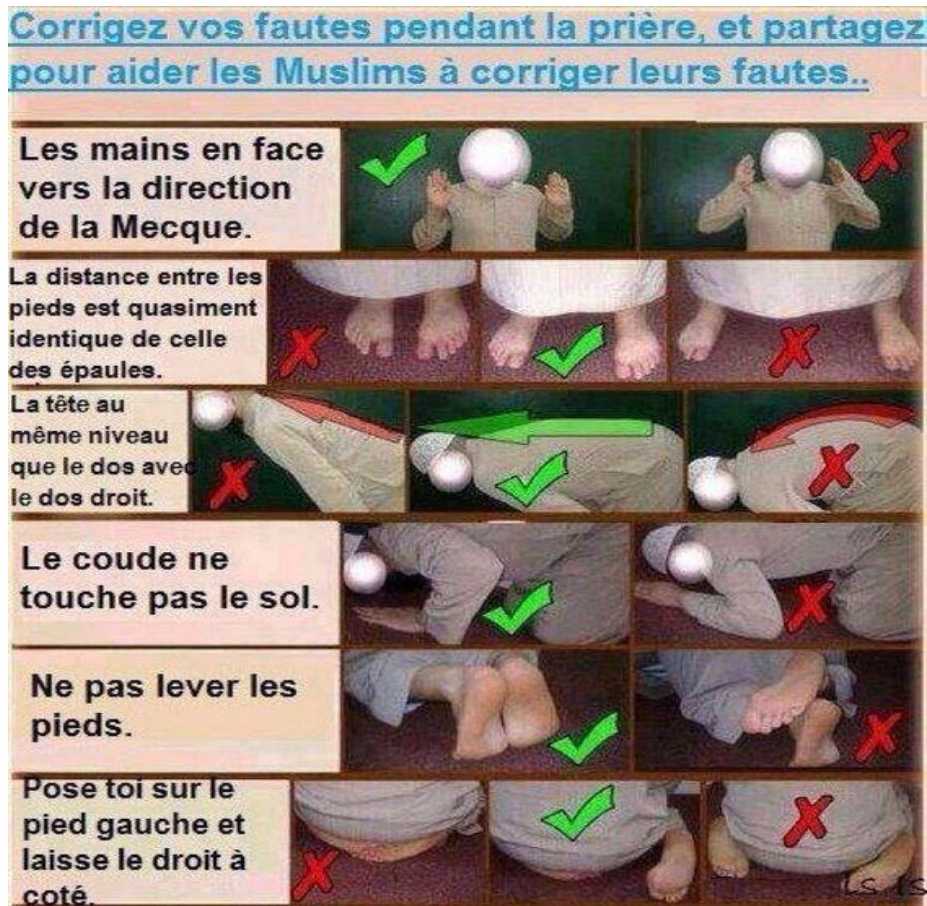 Corrigez vos fautes pendant la prière, et partagez
pour aider les Muslims à corriger leurs fautes..
Les mains en face
vers la direction
de la Mecque.
La distance entre les
pieds est quasiment
identique de celle
des épaules.
La tête au
même niveau
que le dos avec
le dos droit.
Le coude ne
touche pas le sol.
Ne pas lever les
pieds.
Pose toi sur le
pied gauche et
laisse le droit à
coté.